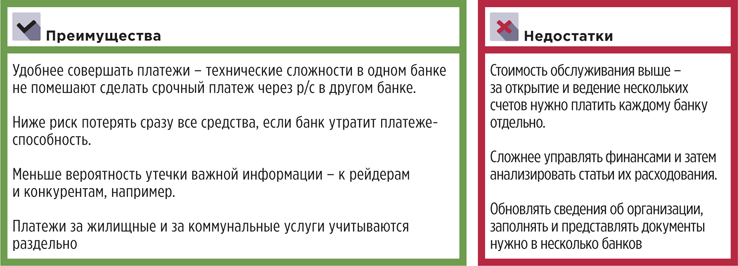 Преимущества
Удобнее совершать платежи – технические сложности в одном банке
не помешают сделать срочный платеж через р/с в другом банке.
Ниже риск потерять сразу все средства, если банк утратит платеже-
способность.
Меньше вероятность утечки важной информации – к рейдерам
и конкурентам, например.
Платежи за жилищные и за коммунальные услуги учитываются
раздельно
Недостатки
Стоимость обслуживания выше –
за открытие и ведение нескольких
счетов нужно платить каждому банку
отдельно.
Сложнее управлять финансами и затем
анализировать статьи их расходования.
Обновлять сведения об организации,
заполнять и представлять документы
нужно в несколько банков